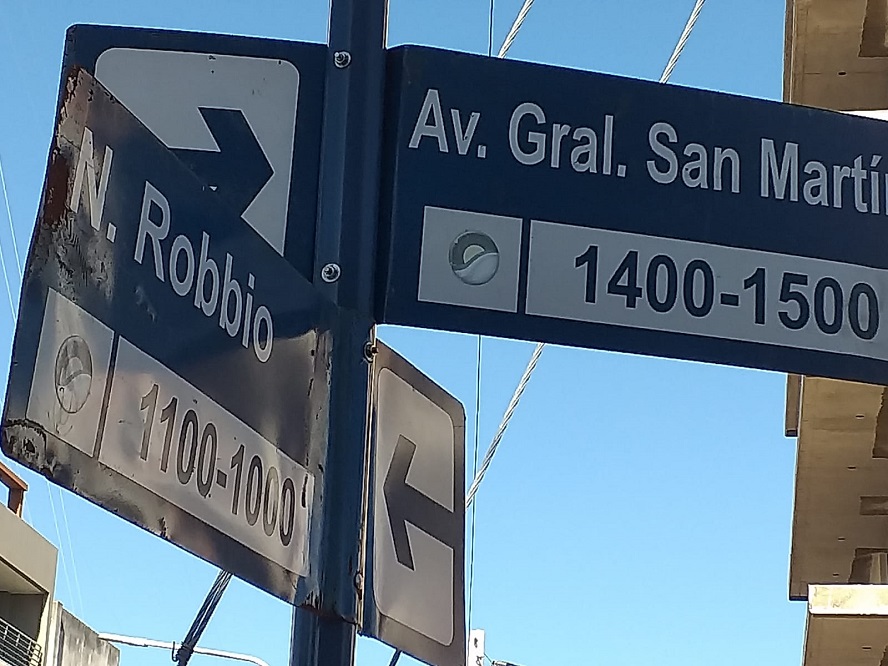 N. Robbio
1100-1000
Av. Gral. San Martín
1400-1500